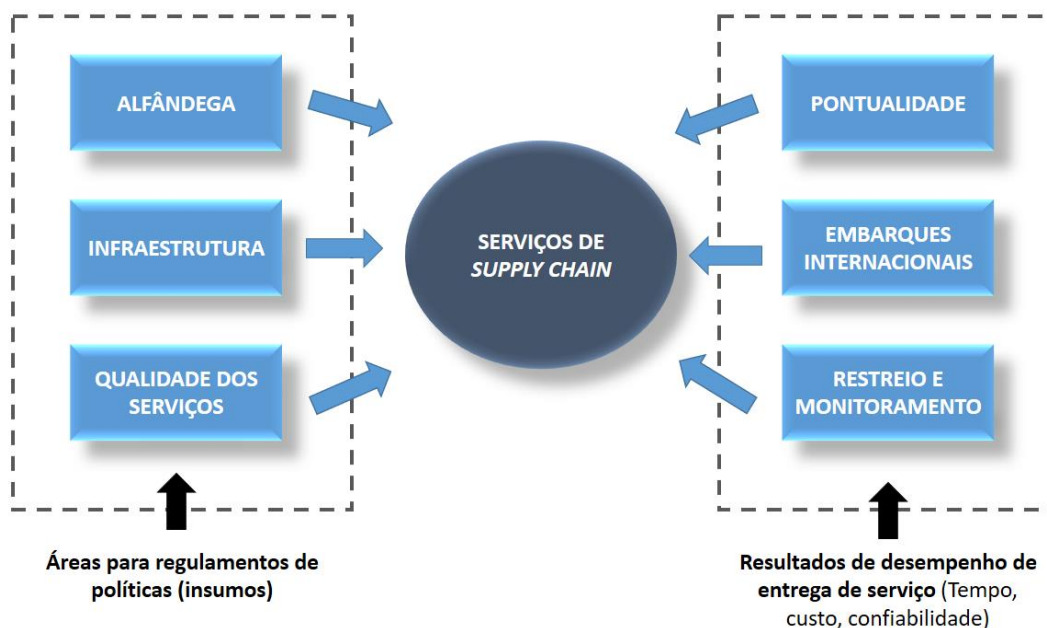 ALFÂNDEGA
INFRAESTRUTURA
QUALIDADE DOS
SERVIÇOS
Áreas para regulamentos de
políticas (insumos)
SERVIÇOS DE
SUPPLY CHAIN
PONTUALIDADE
EMBARQUES
INTERNACIONAIS
RESTREIO E
MONITORAMENTO
Resultados de desempenho de
entrega de serviço (Tempo,
custo, confiabilidade)